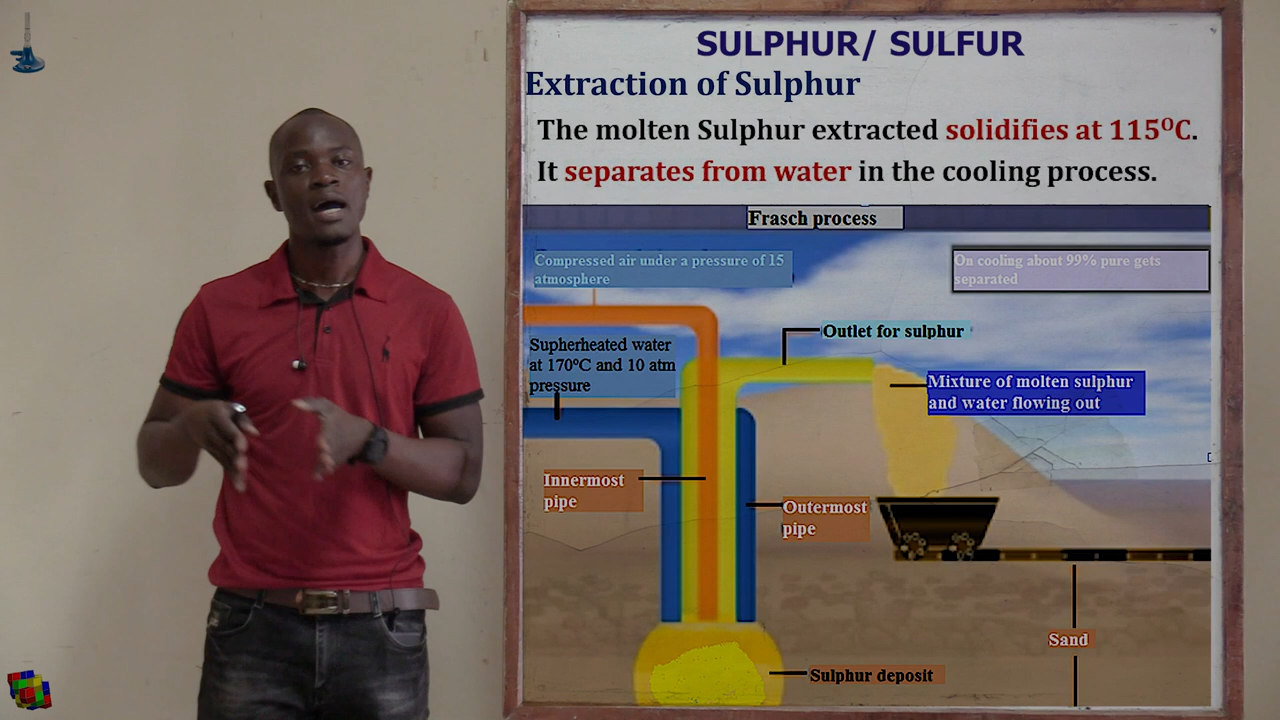 SULPHUR/ SULFUR
Extraction of Sulphur
The molten Sulphur extracted solidifies at 115⁰C.
It separates from water in the cooling process.
Frasch process
Compressed air under a pressure of 15
atmosphere
On cooling about 99% pure gets
separated
Outlet for sulphur
Supherheated water
at 170ºC and 10 atm
pressure
Mixture of molten sulphur
and water flowing out
Innermost
pipe
Outermost
pipe
Sand
Sulphur deposit